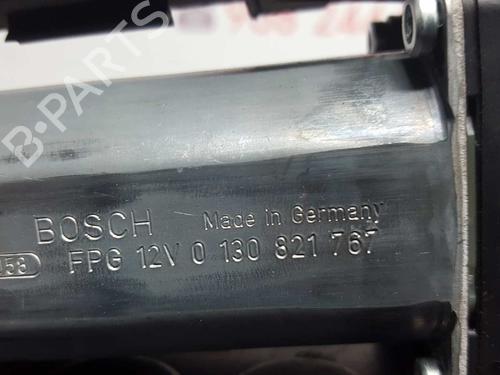 B-PARTS
BOSCH Made in Germany
FPG 12V 0 130 821 767